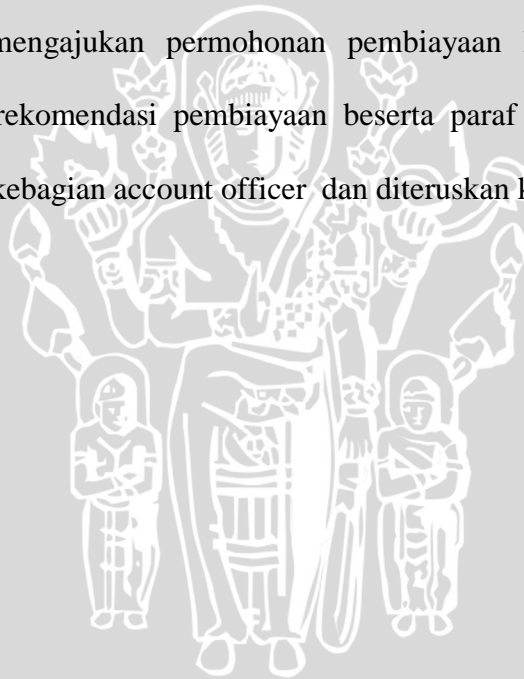 mengajukan permohonan pembiayaan
rekomendasi pembiayaan beserta paraf
kebagian account officer dan diteruskan